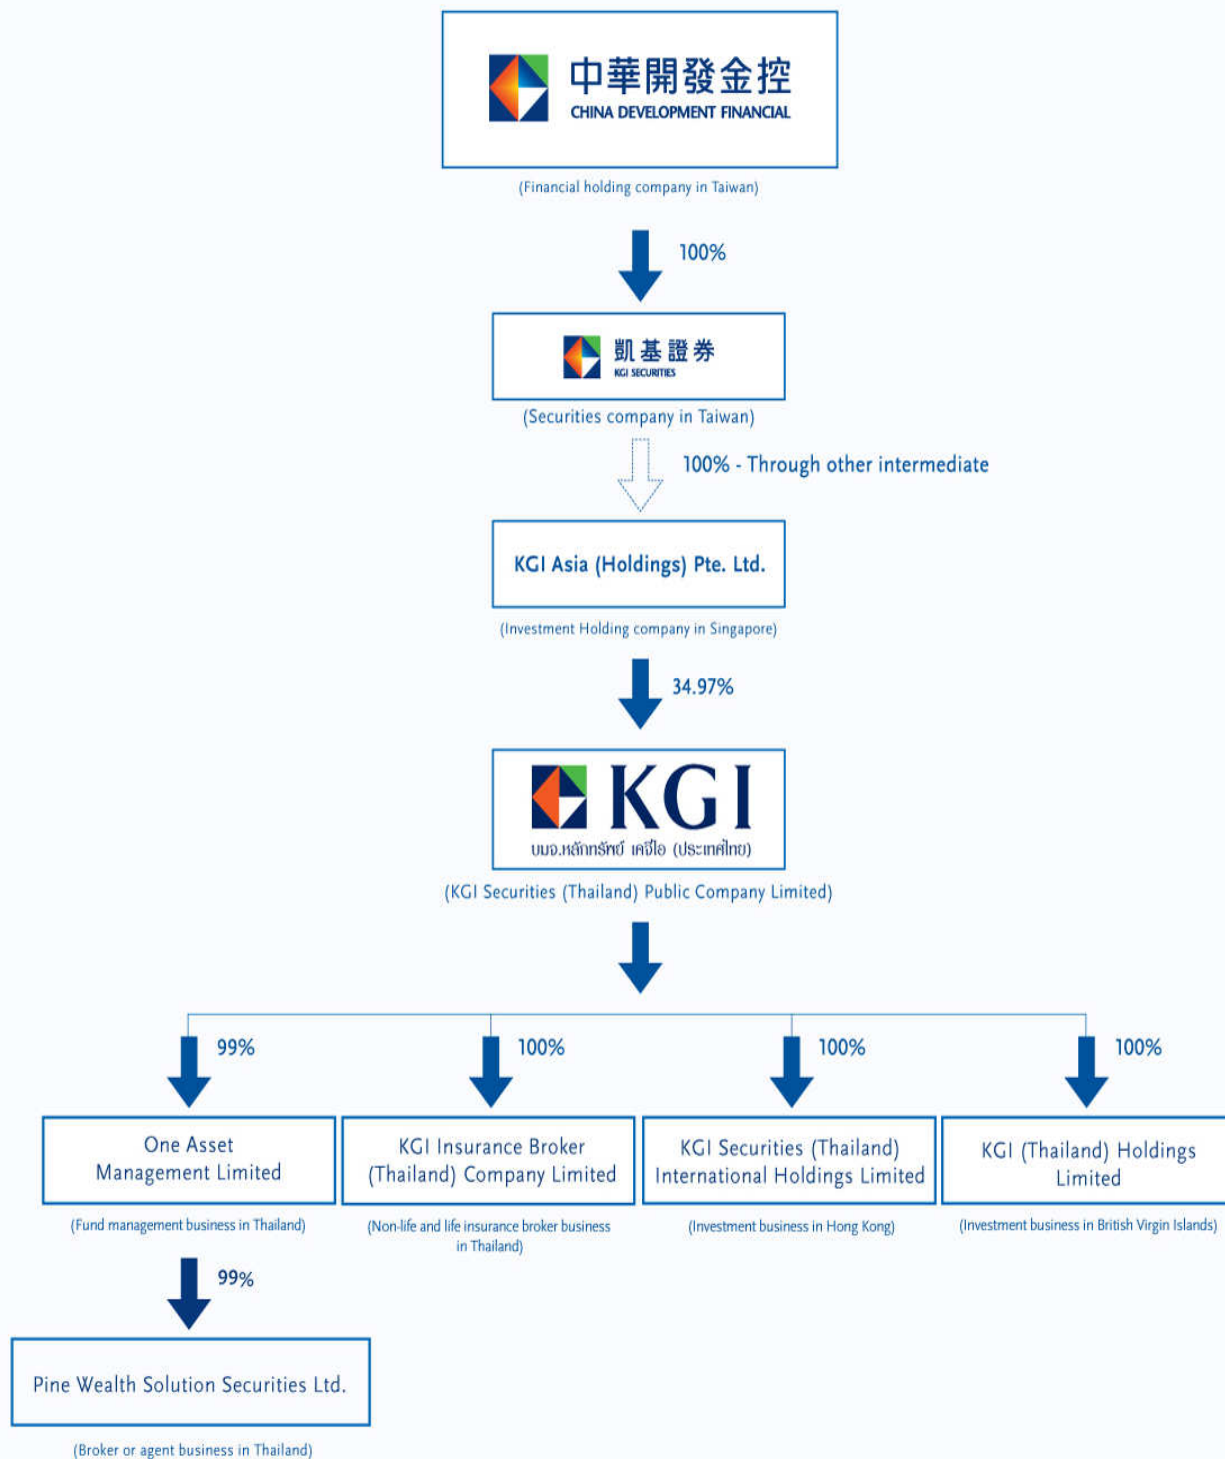 中華開發金控
CHINA DEVELOPMENT FINANCIAL
(Financial holding company in Taiwan)
100%
凱基證券
KGI SECURITIES
(Securities company in Taiwan)
100% - Through other intermediate
KGI Asia (Holdings) Pte. Ltd.
(Investment Holding company in Singapore)
34.97%
KGI
บมจ.หลักทรัพย์ เคจีไอ (ประเทศไทย)
(KGI Securities (Thailand) Public Company Limited)
99%
100%
100%
100%
One Asset
Management Limited
(Fund management business in Thailand)
KGI Insurance Broker
(Thailand) Company Limited
(Non-life and life insurance broker business
in Thailand)
KGI Securities (Thailand)
International Holdings Limited
(Investment business in Hong Kong)
KGI (Thailand) Holdings
Limited
(Investment business in British Virgin Islands)
99%
Pine Wealth Solution Securities Ltd.
(Broker or agent business in Thailand)